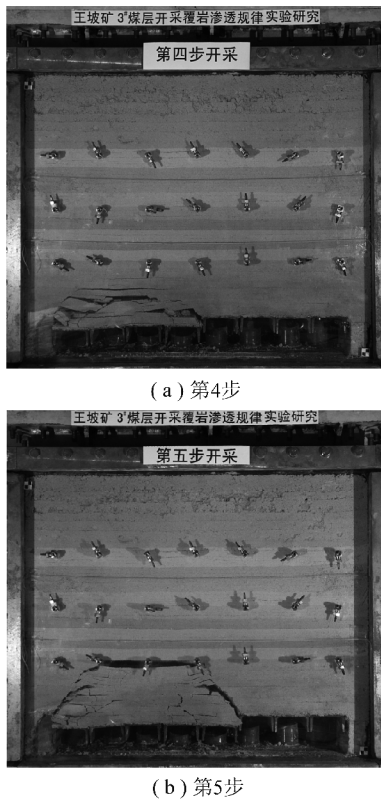 王坡矿 3#煤层开采覆岩渗透规律实验研究
第四步开采
( a ) 第4步
王坡矿 3#煤层开采覆岩渗透规律实验研究
第五步开采
( b ) 第5步